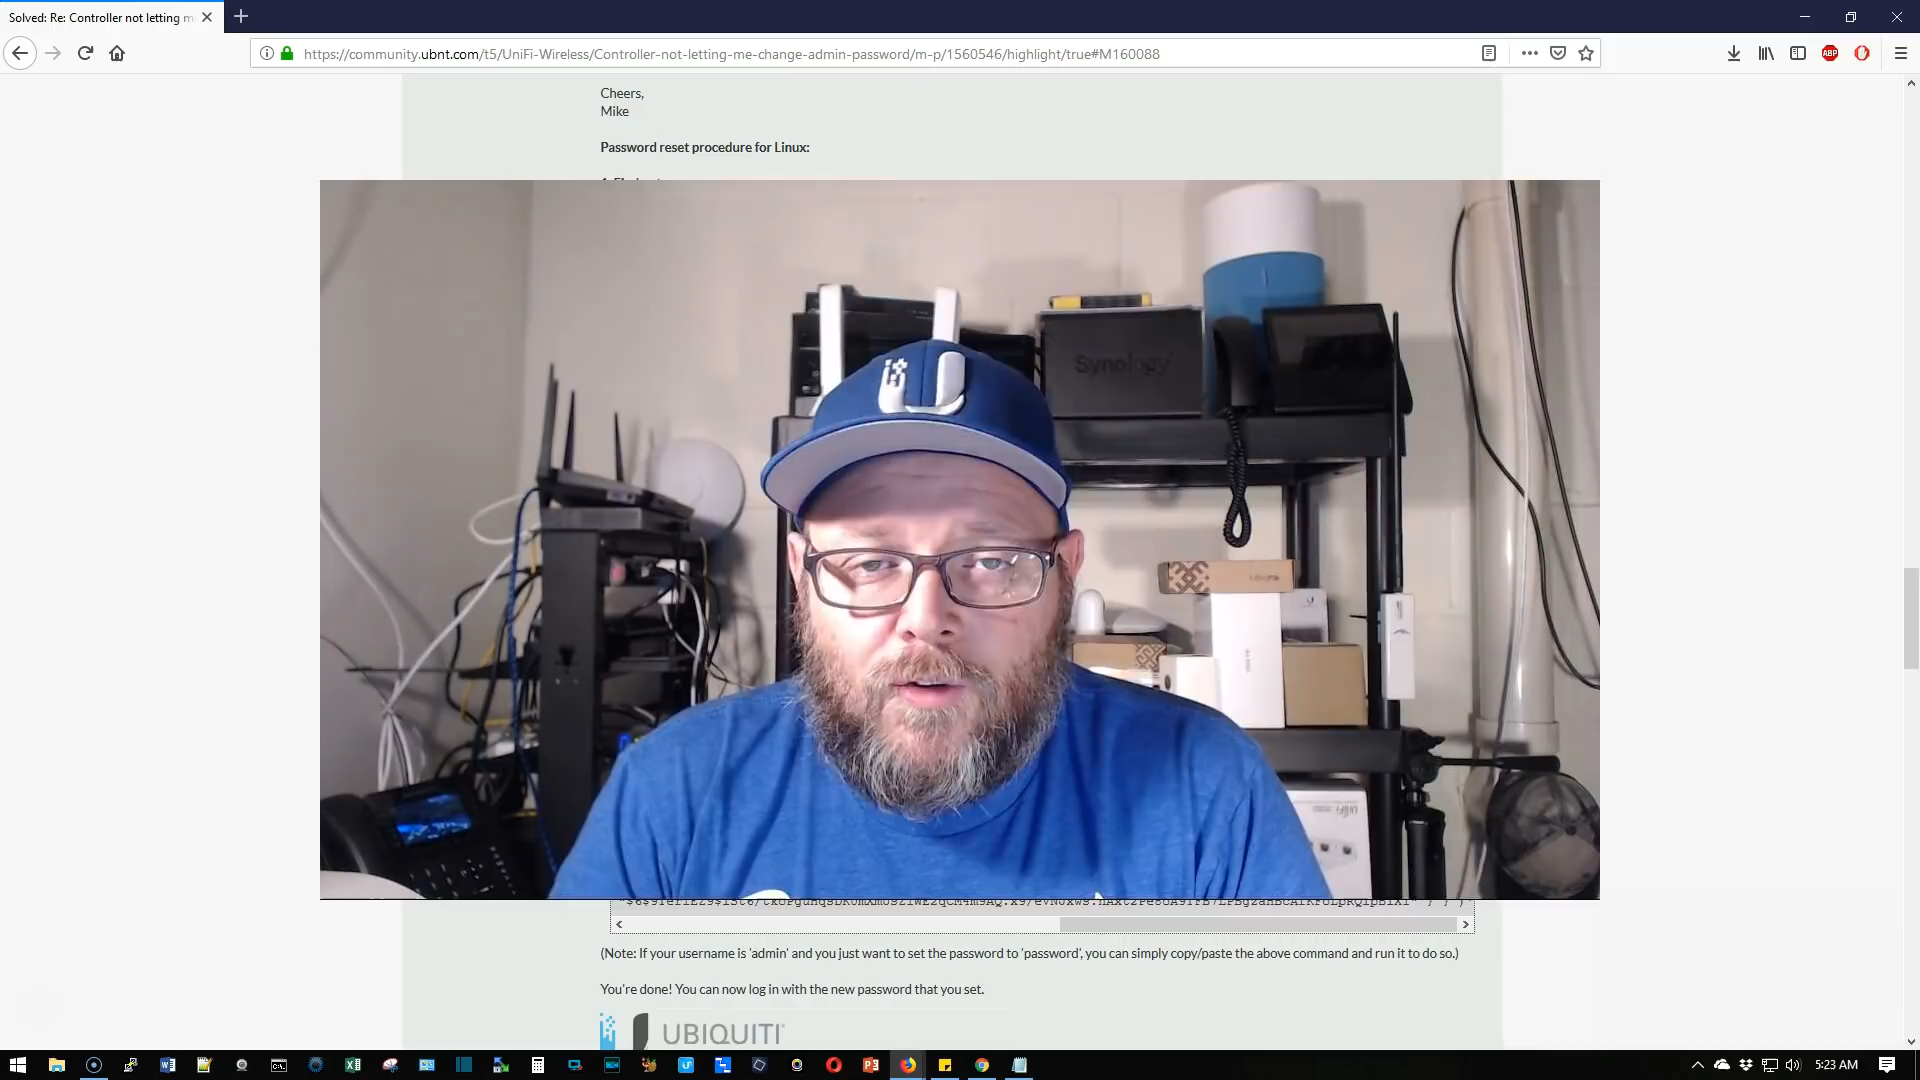 Solved: Re: Controller not letting m
https://community.ubnt.com/t5/UniFi-Wireless/Controller-not-letting-me-change-admin-password/m-p/1560546/highlight/true#M160088
ABP
Cheers,
Mike
Password reset procedure for Linux:
Synology
U
(Note: If your username is 'admin' and you just want to set the password to 'password', you can simply copy/paste the above command and run it to do so.)
You're done! You can now log in with the new password that you set.
UBIQUITI
5:23 AM